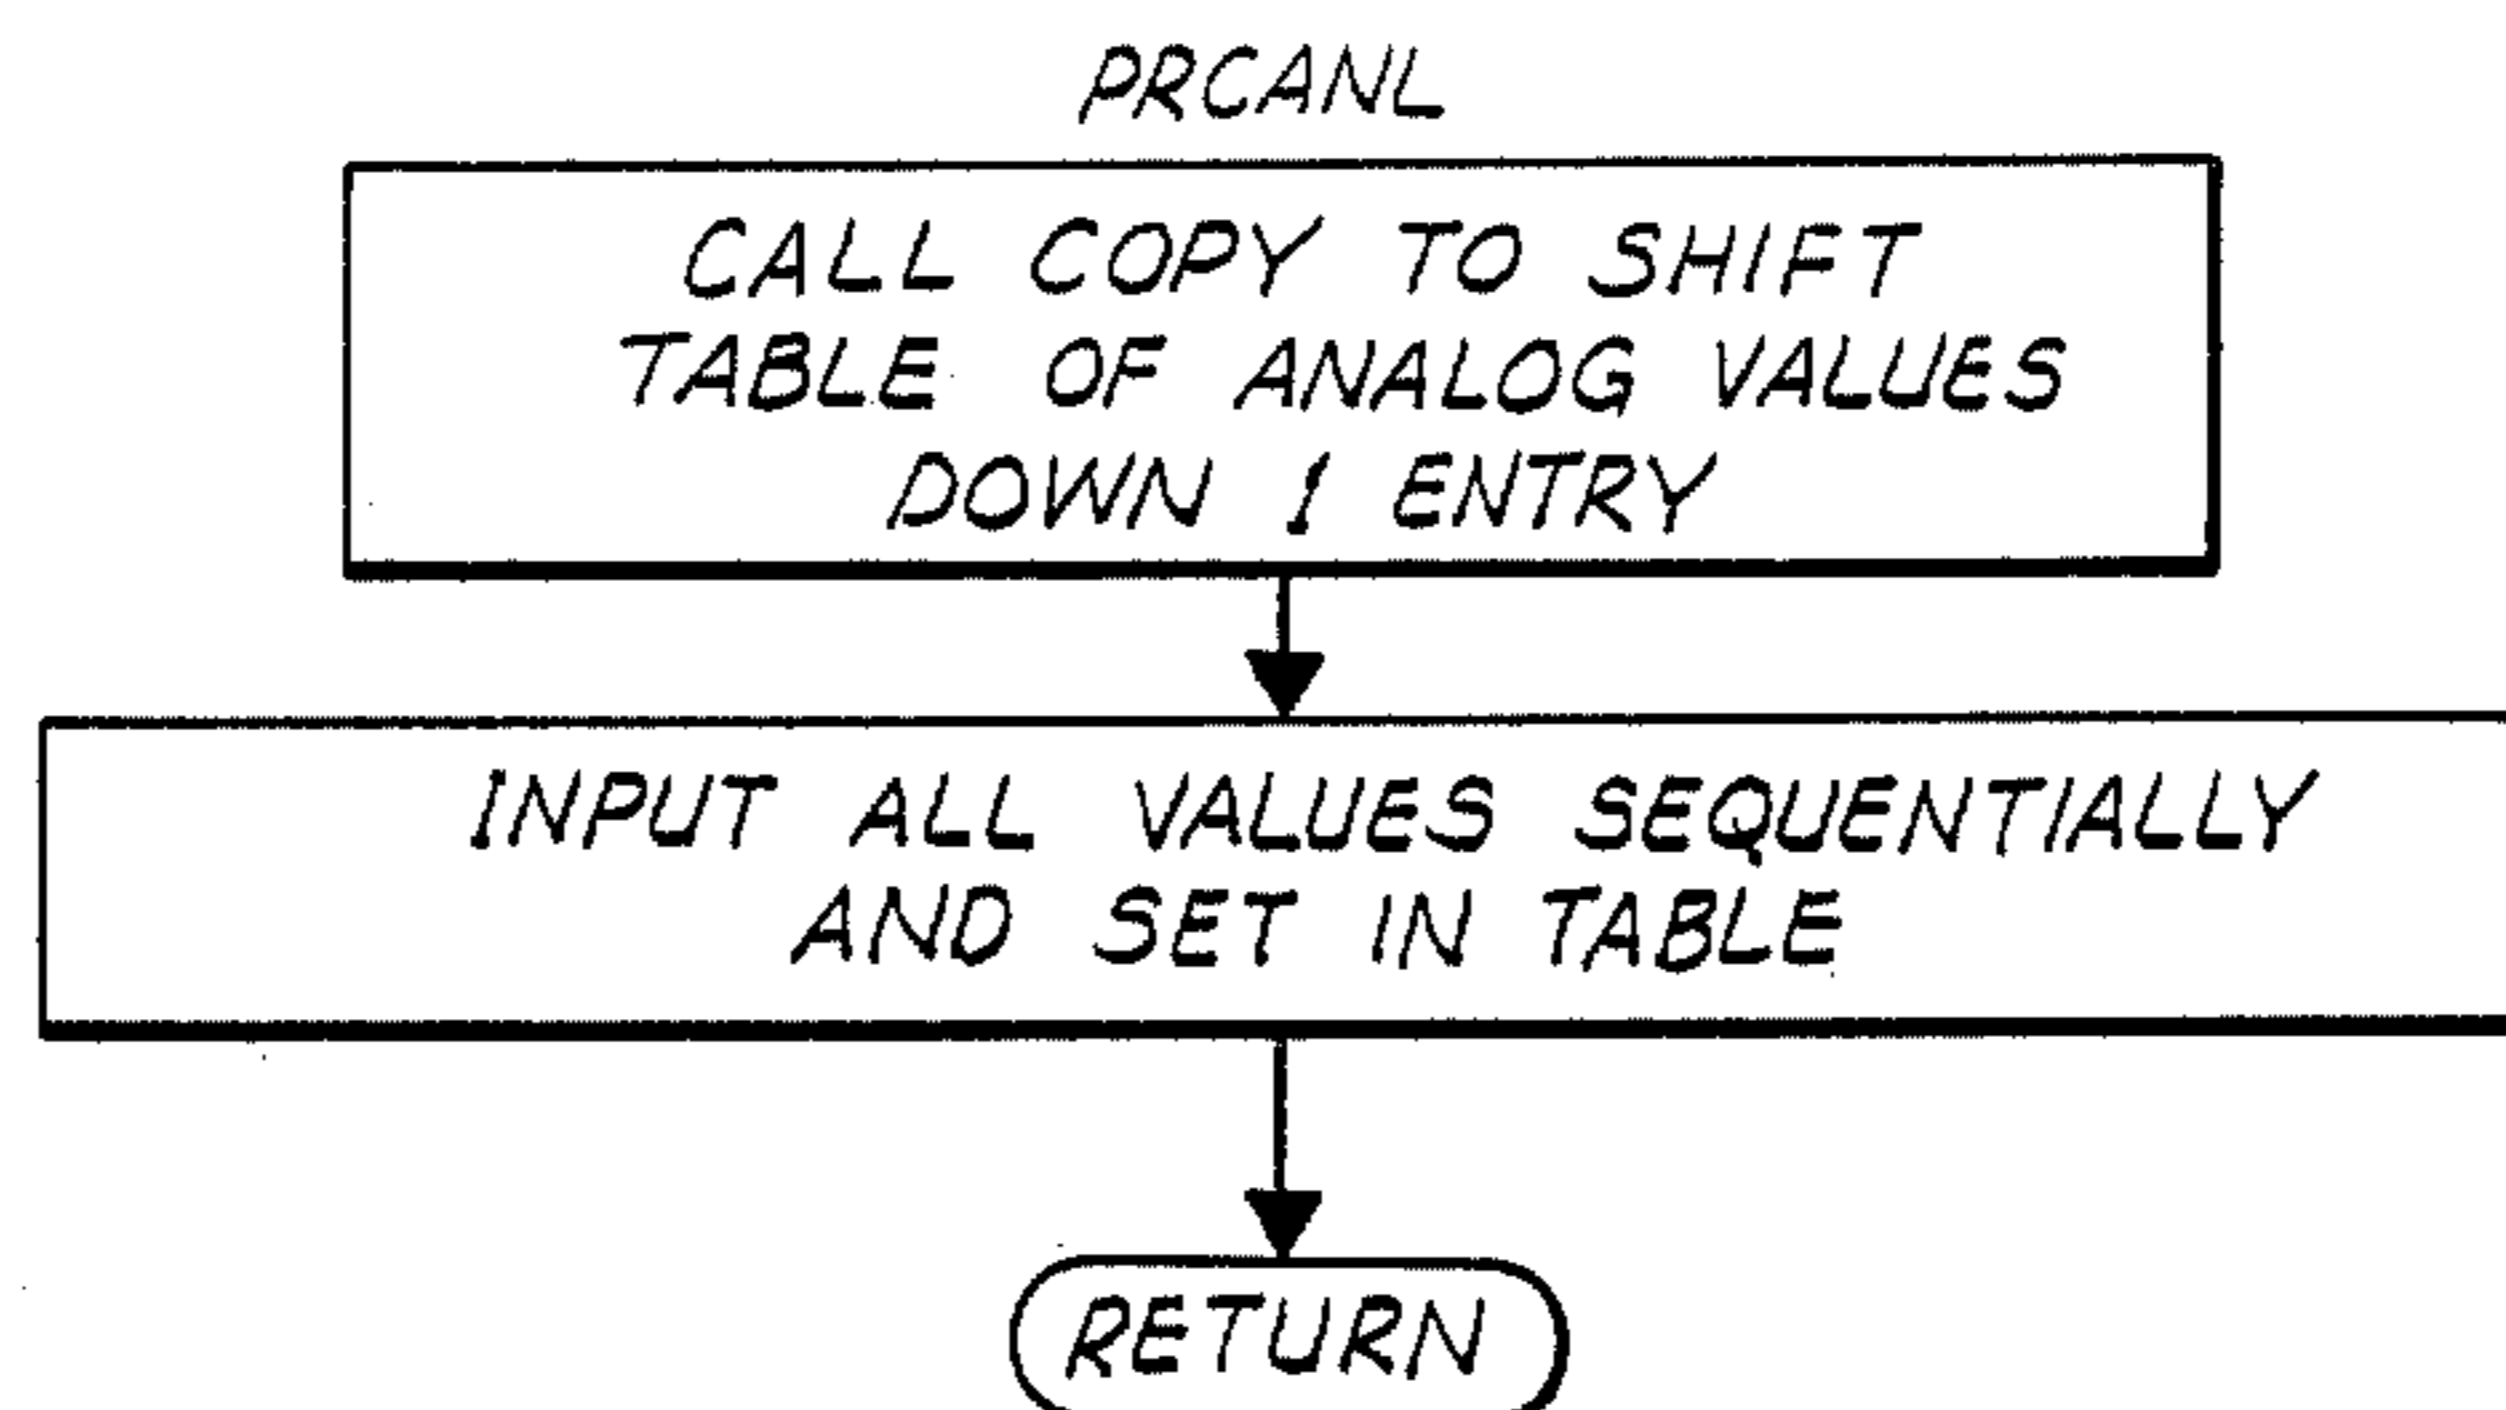 PRCANL
CALL COPY TO SHIFT
TABLE OF ANALOG VALUES
DOWN 1 ENTRY
INPUT ALL VALUES SEQUENTIALLY
AND SET IN TABLE
RETURN